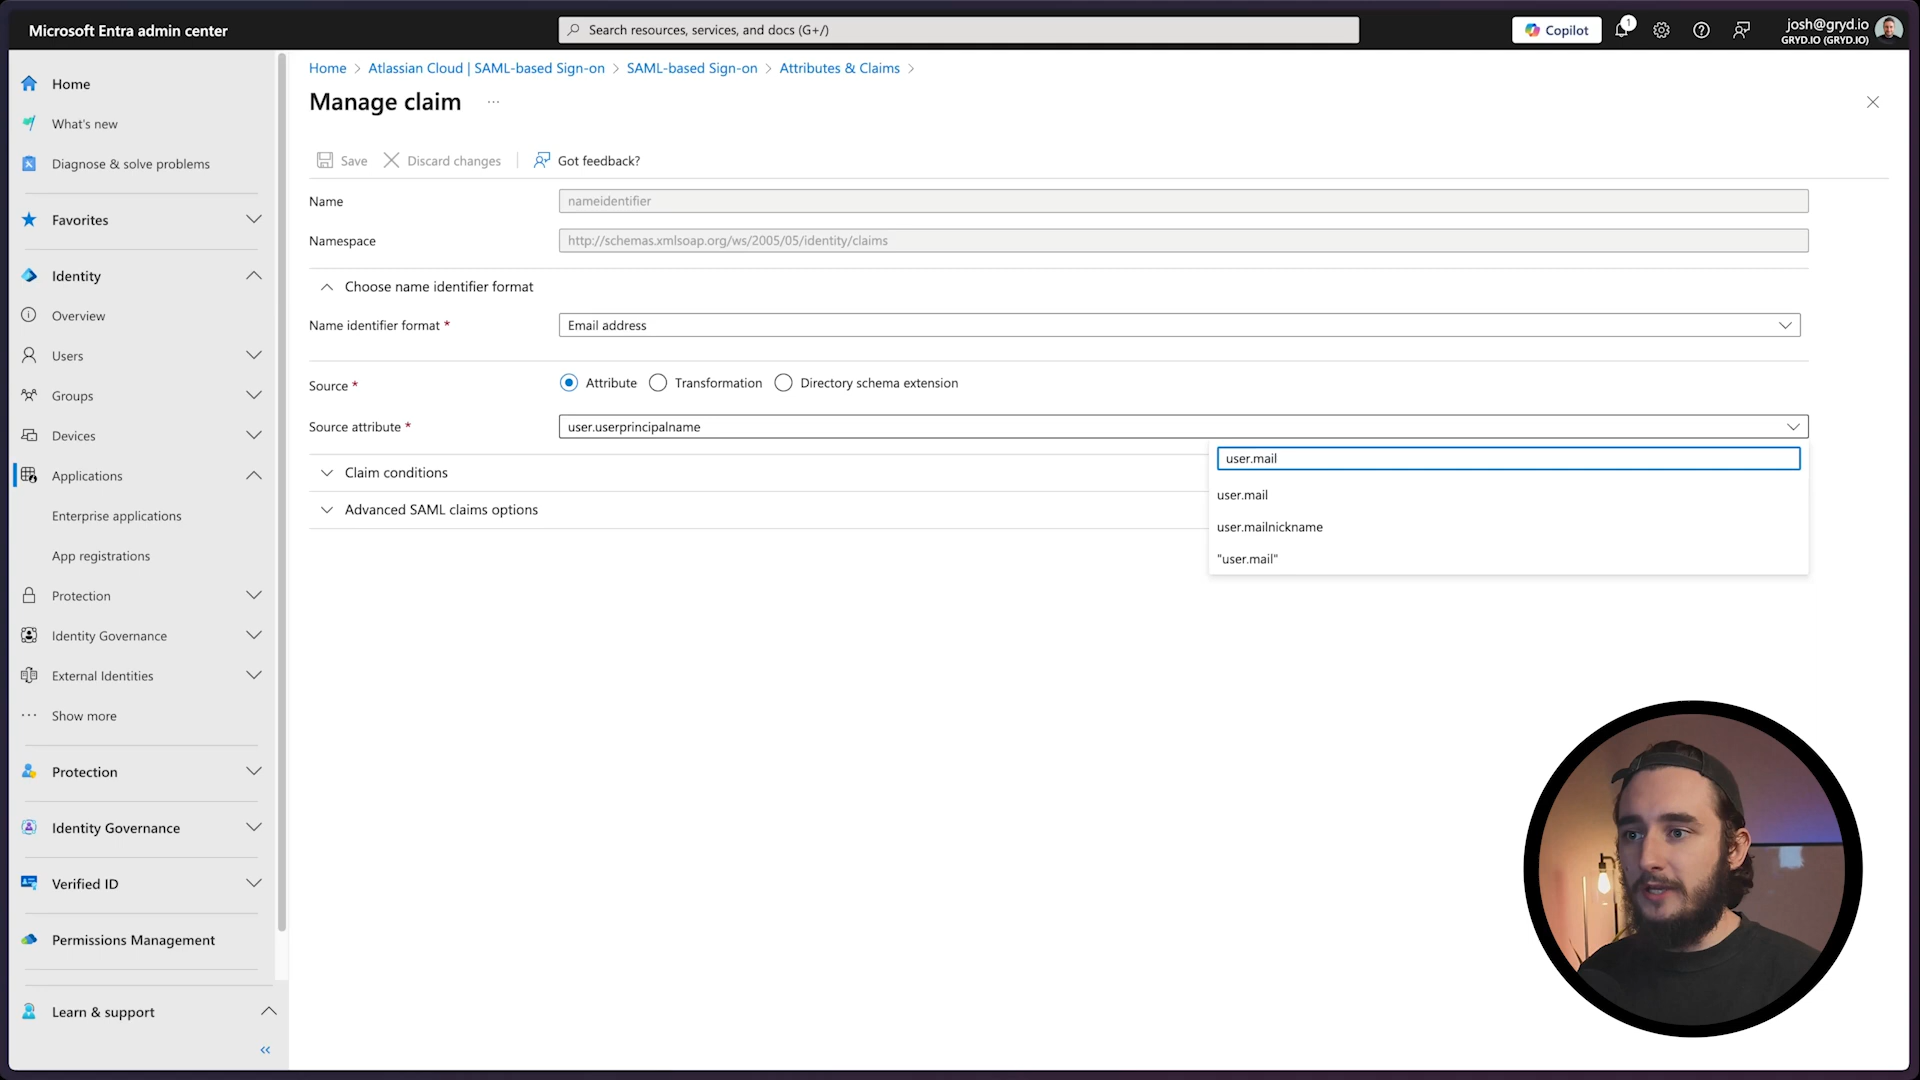 Microsoft Entra admin center
Search resources, services, and docs (G+/)
Copilot
1
josh@gryd.io
GRYD.IO (GRYD.IO)
Home
What's new
Diagnose & solve problems
Favorites
Identity
Overview
Users
Groups
Devices
Applications
Enterprise applications
App registrations
Protection
Identity Governance
External Identities
Show more
Protection
Identity Governance
Verified ID
Permissions Management
Learn & support
Home > Atlassian Cloud | SAML-based Sign-on > SAML-based Sign-on > Attributes & Claims >
Manage claim ...
Save Discard changes Got feedback?
Name nameidentifier
Namespace http://schemas.xmlsoap.org/ws/2005/05/identity/claims
Choose name identifier format
Name identifier format * Email address
Source * Attribute Transformation Directory schema extension
Source attribute * user.userprincipalname
user.mail
user.mail
user.mailnickname
"user.mail"
Claim conditions
Advanced SAML claims options